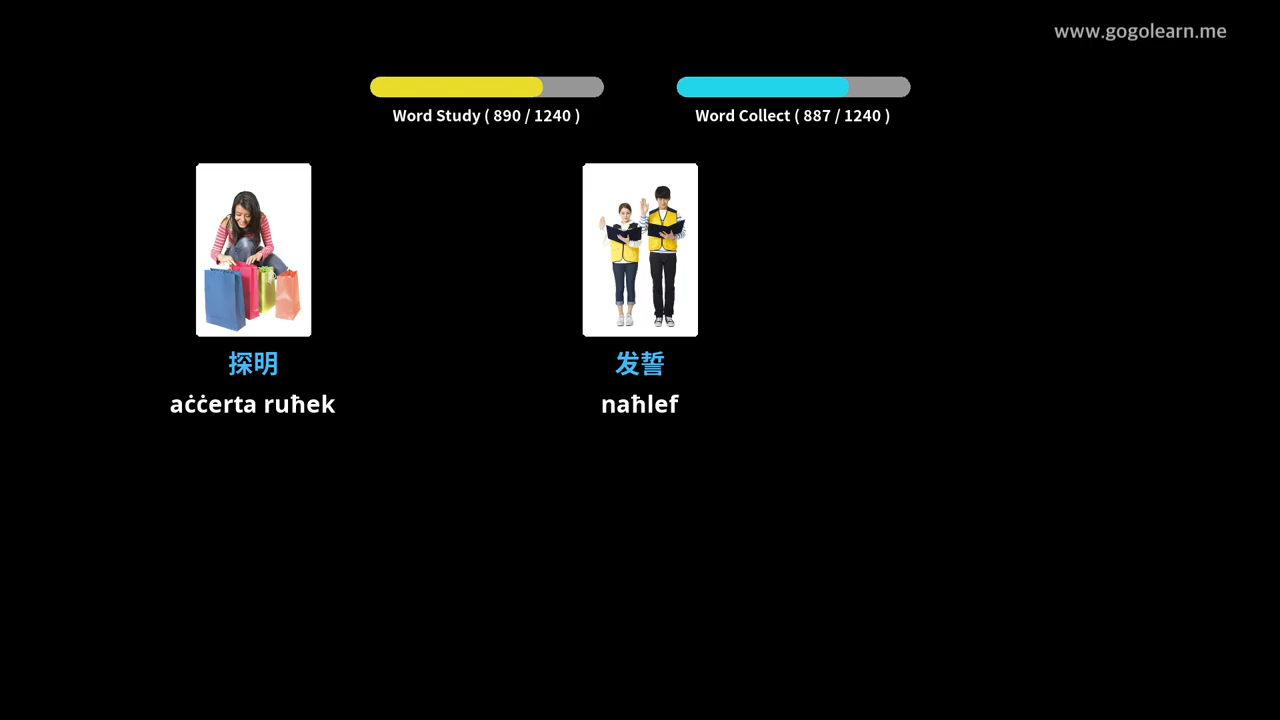 www.gogolearn.me
Word Study ( 890 / 1240 )
Word Collect ( 887 / 1240 )
探明
aċċerta ruħek
发誓
naħlef